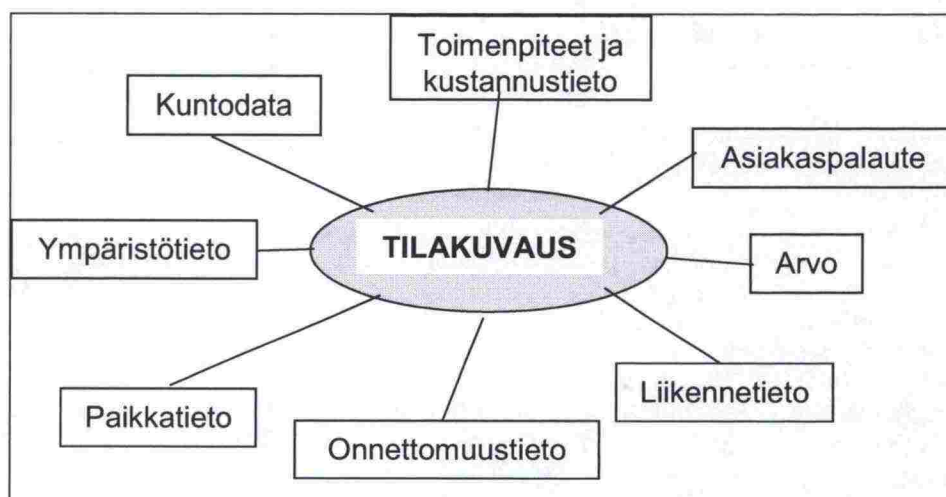 Toimenpiteet ja
kustannustieto
Kuntodata
Asiakaspalaute
Ympäristötieto
TILAKUVAUS
Arvo
Liikennetieto
Paikkatieto
Onnettomuustieto